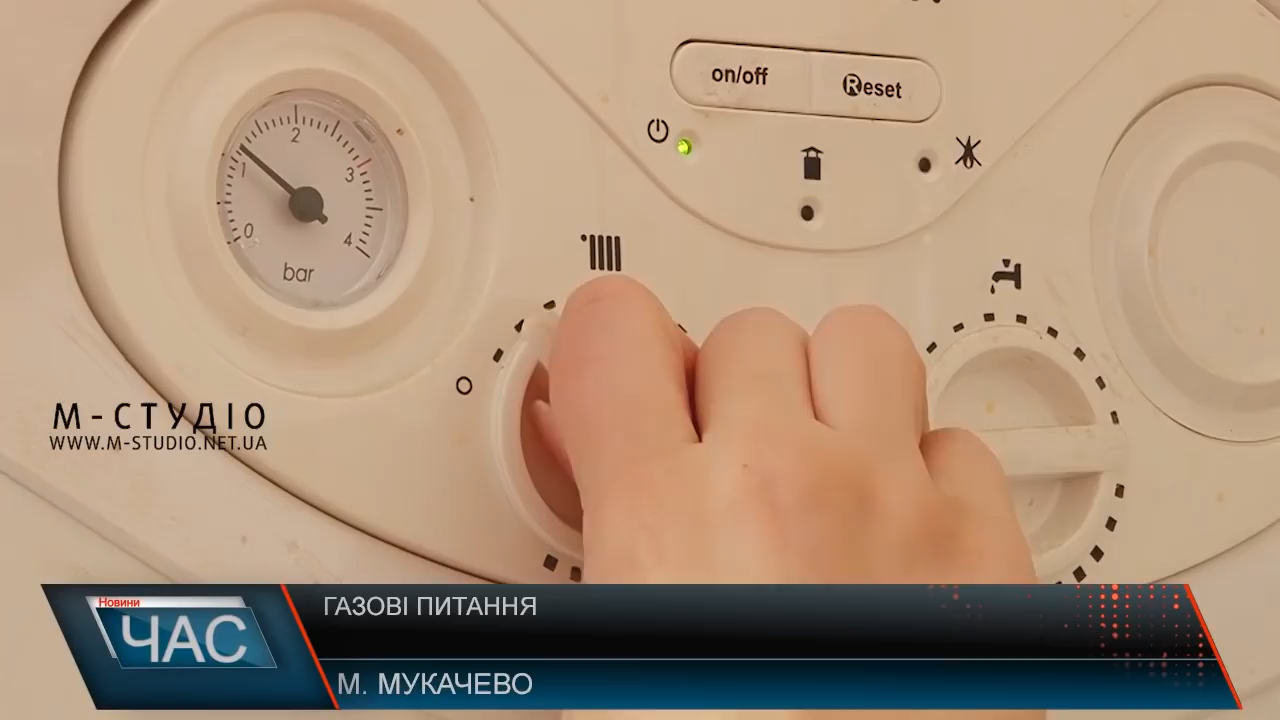 on/off
Reset
2
1
3
0
4
bar
М-СТУДІО
WWW.M-STUDIO.NET.UA
Новини
ЧАС
ГАЗОВІ ПИТАННЯ
М. МУКАЧЕВО